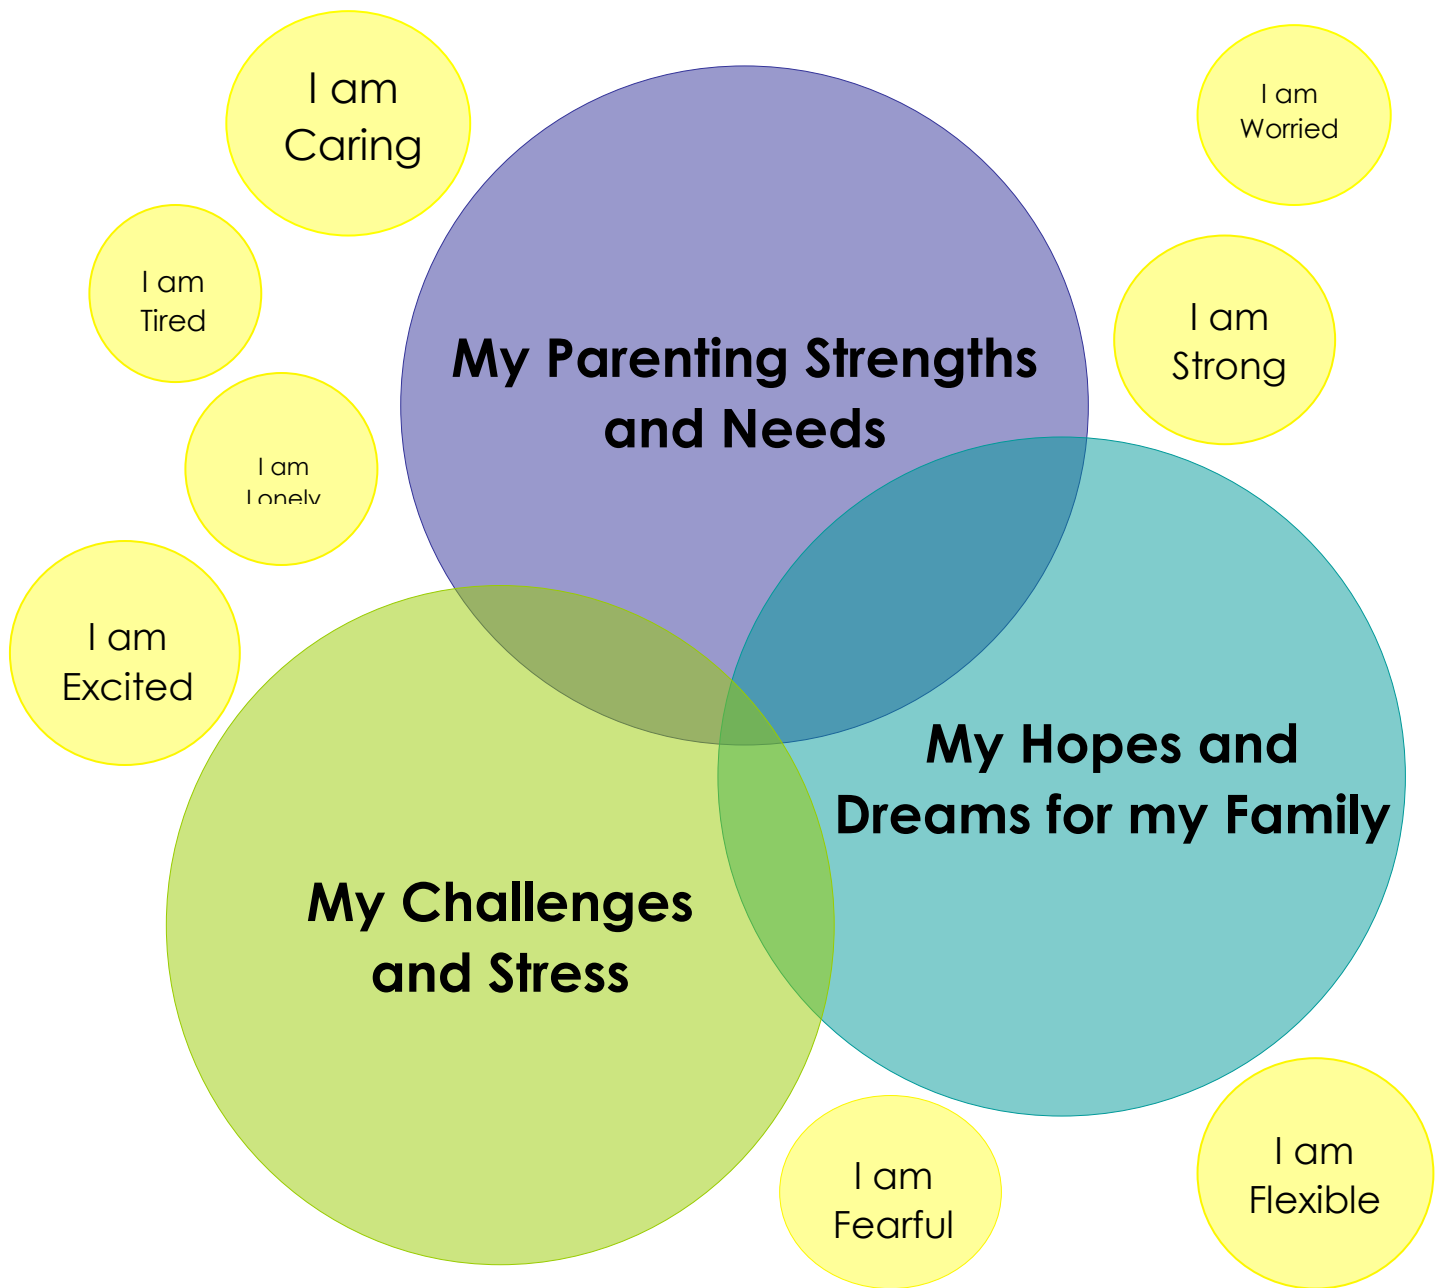 I am
Caring
I am
Worried
I am
Tired
I am
Strong
My Parenting Strengths
and Needs
I am
Lonely
I am
Excited
My Hopes and
Dreams for my Family
My Challenges
and Stress
I am
Fearful
I am
Flexible